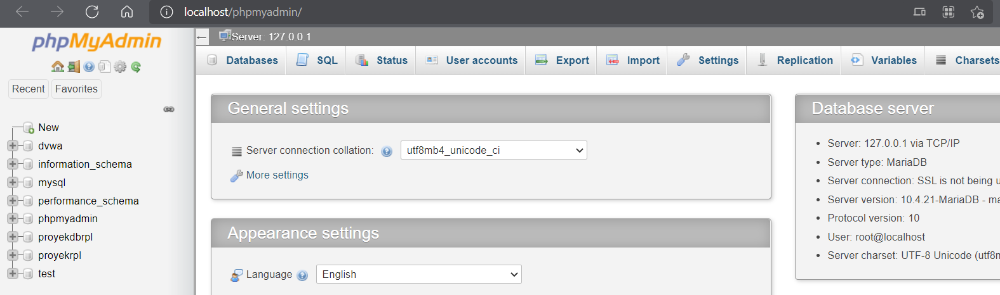 localhost/phpmyadmin/
phpMyAdmin
Recent Favorites
New
dvwa
information_schema
mysql
performance_schema
phpmyadmin
proyekdbrpl
proyekrpl
test
Server: 127.0.0.1
Databases SQL Status User accounts Export Import Settings Replication Variables Charsets
General settings
Server connection collation: utf8mb4_unicode_ci
More settings
Appearance settings
Language English
Database server
Server: 127.0.0.1 via TCP/IP
Server type: MariaDB
Server connection: SSL is not being
Server version: 10.4.21-MariaDB -
Protocol version: 10
User: root@localhost
Server charset: UTF-8 Unicode